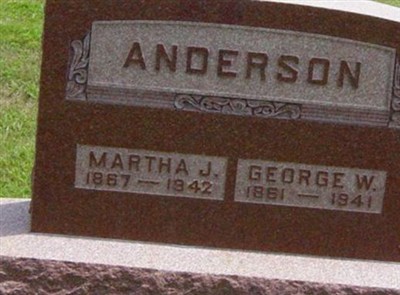 ANDERSON
MARTHA J.
1867 — 1942
GEORGE W.
1861 — 1941